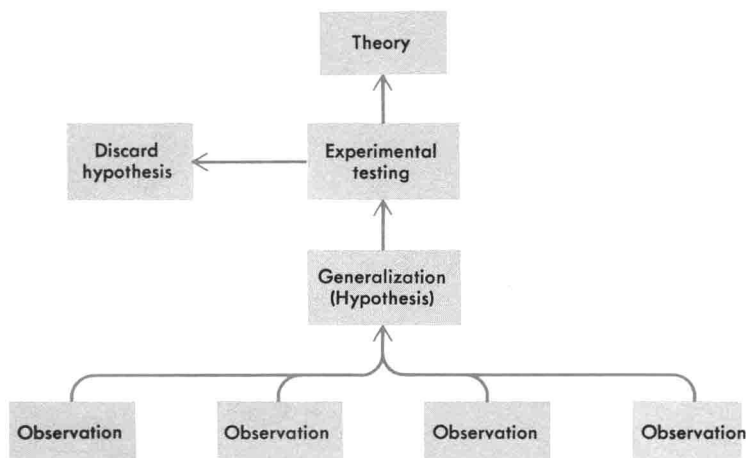 Theory
Discard
hypothesis
Experimental
testing
Generalization
(Hypothesis)
Observation
Observation
Observation
Observation